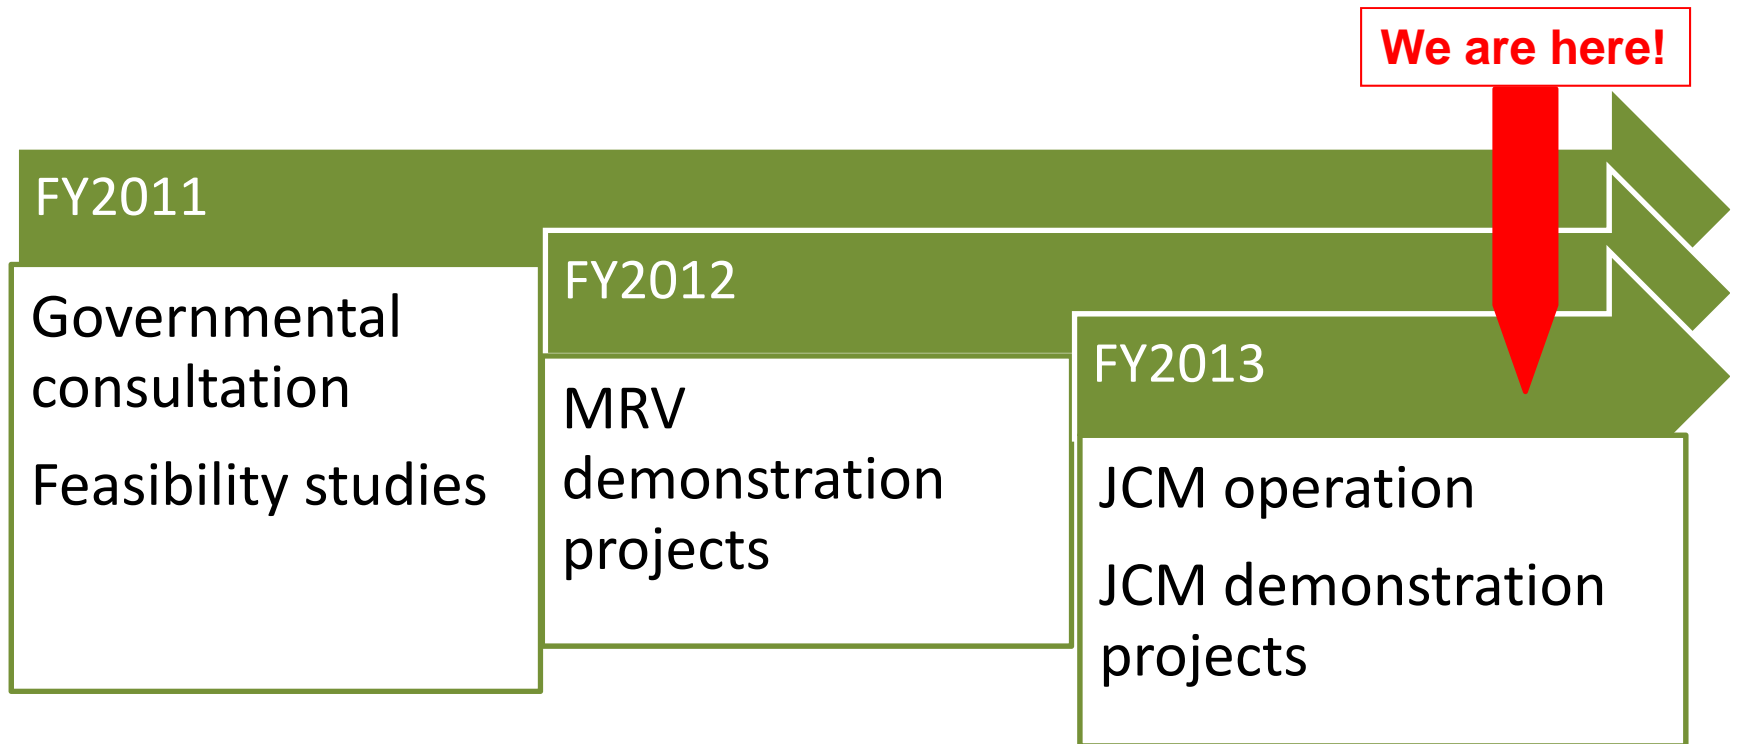 We are here!
FY2011
Governmental
consultation
Feasibility studies
FY2012
MRV
demonstration
projects
FY2013
JCM operation
JCM demonstration
projects